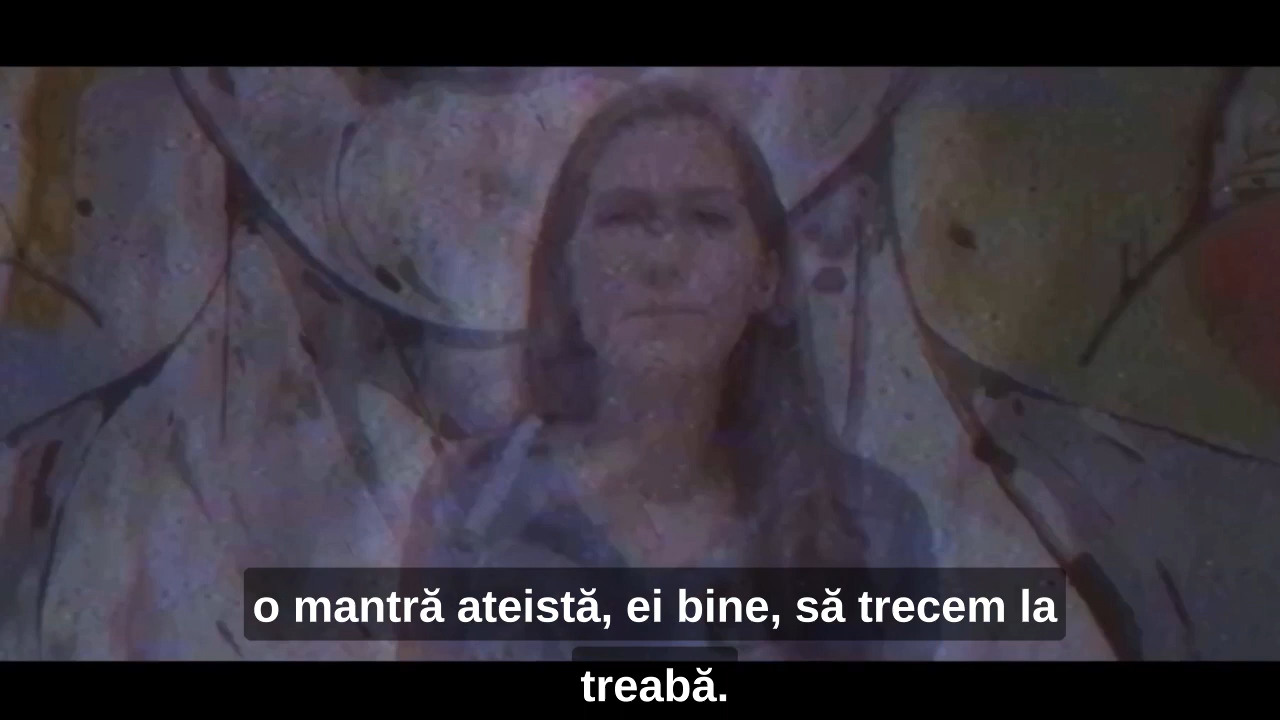 o mantră ateistă, ei bine, să trecem la
treabă.